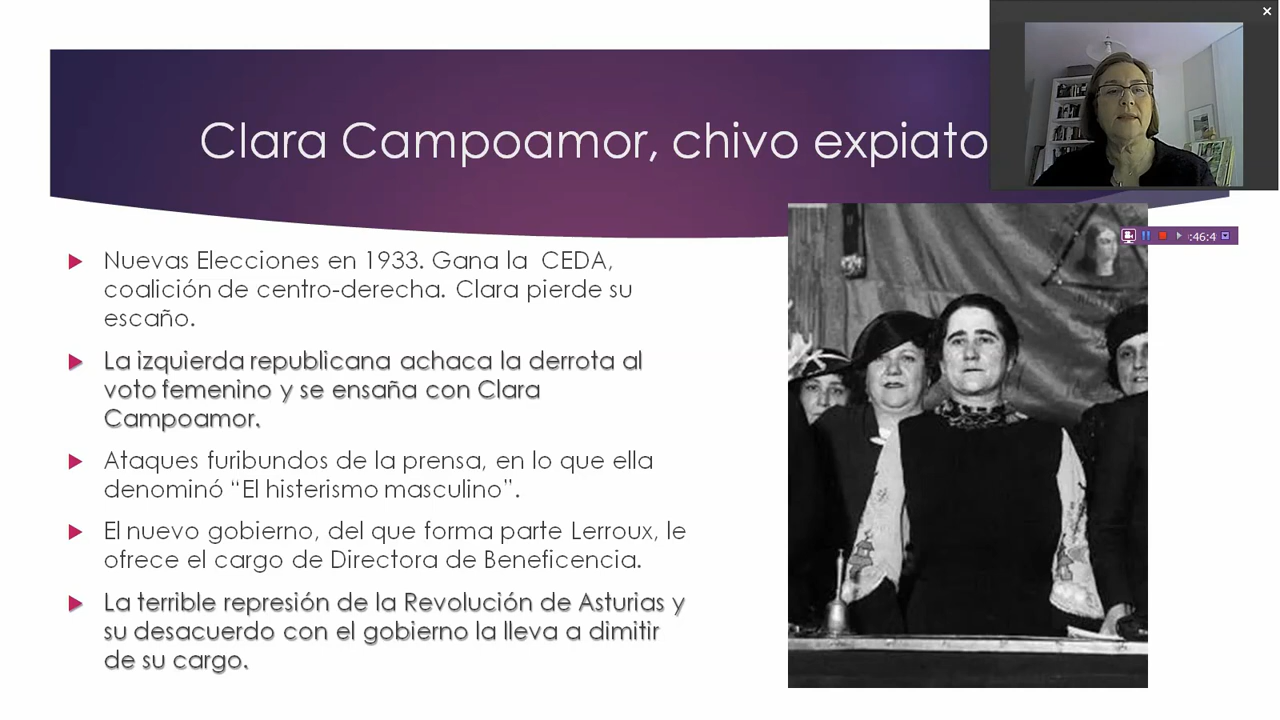 Clara Campoamor, chivo expiato
Nuevas Elecciones en 1933. Gana la CEDA,
coalición de centro-derecha. Clara pierde su
escaño.
La izquierda republicana achaca la derrota al
voto femenino y se ensaña con Clara
Campoamor.
Ataques furibundos de la prensa, en lo que ella
denominó “El histerismo masculino”.
El nuevo gobierno, del que forma parte Lerroux, le
ofrece el cargo de Directora de Beneficencia.
La terrible represión de la Revolución de Asturias y
su desacuerdo con el gobierno la lleva a dimitir
de su cargo.
:46:4